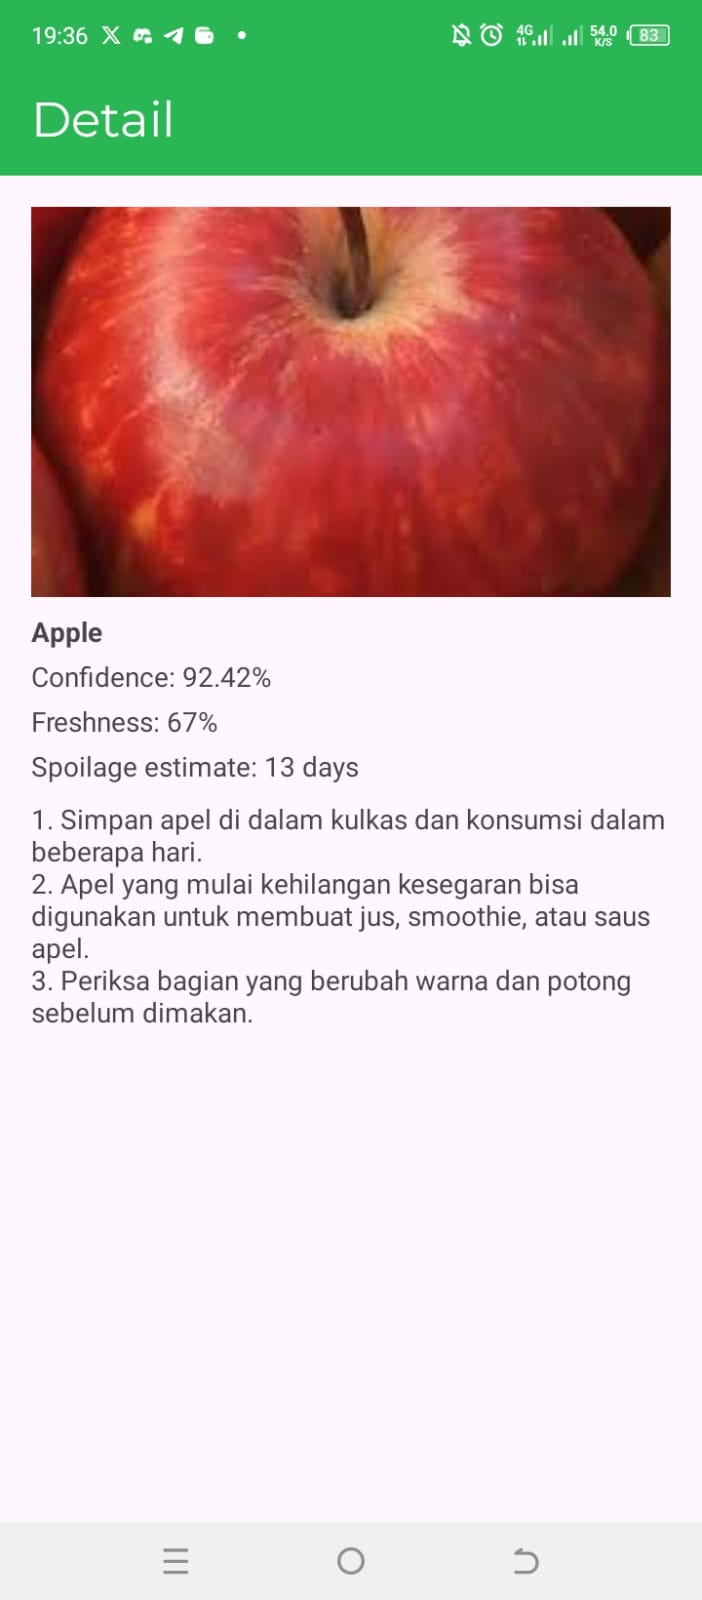 19:36 4G 54.0 K/S 83
Detail
Apple
Confidence: 92.42%
Freshness: 67%
Spoilage estimate: 13 days
1. Simpan apel di dalam kulkas dan konsumsi dalam
beberapa hari.
2. Apel yang mulai kehilangan kesegaran bisa
digunakan untuk membuat jus, smoothie, atau saus
apel.
3. Periksa bagian yang berubah warna dan potong
sebelum dimakan.